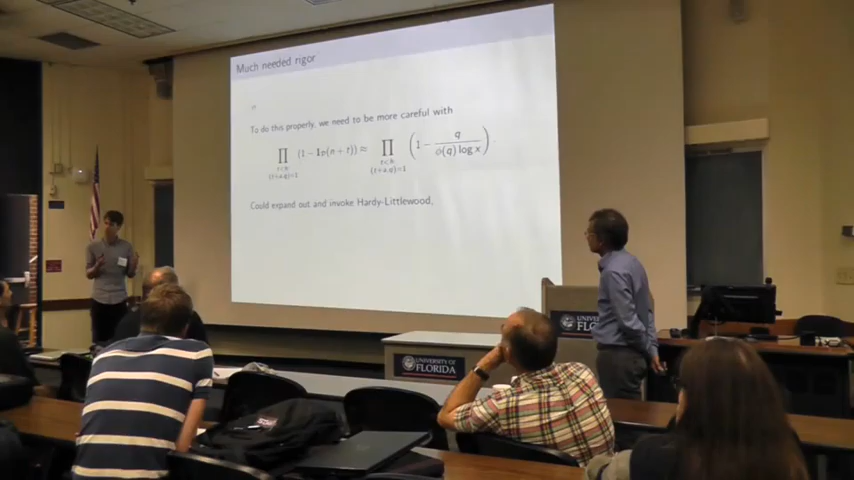 Much needed rigor
To do this properly, we need to be more careful with
∏ (1 − 1_P(n + t)) ≈ ∏ (1 − q / φ(q) log x)
t<h t<h
(t+a,q)=1 (t+a,q)=1
Could expand out and invoke Hardy-Littlewood,
UNIVERSITY of
FLORIDA